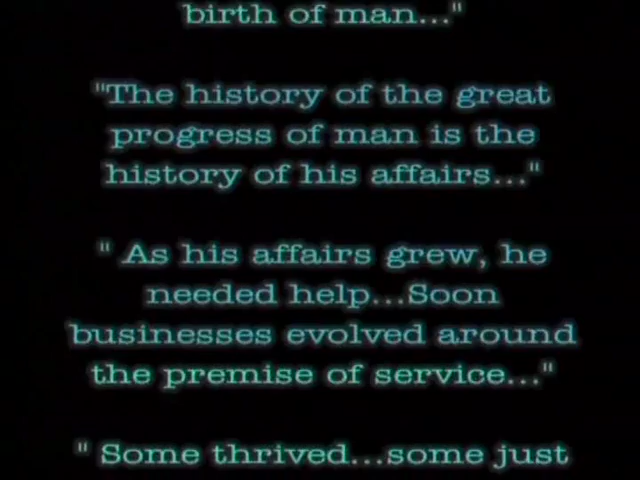 birth of man..."
"The history of the great
progress of man is the
history of his affairs..."
" As his affairs grew, he
needed help...Soon
businesses evolved around
the premise of service..."
" Some thrived...some just